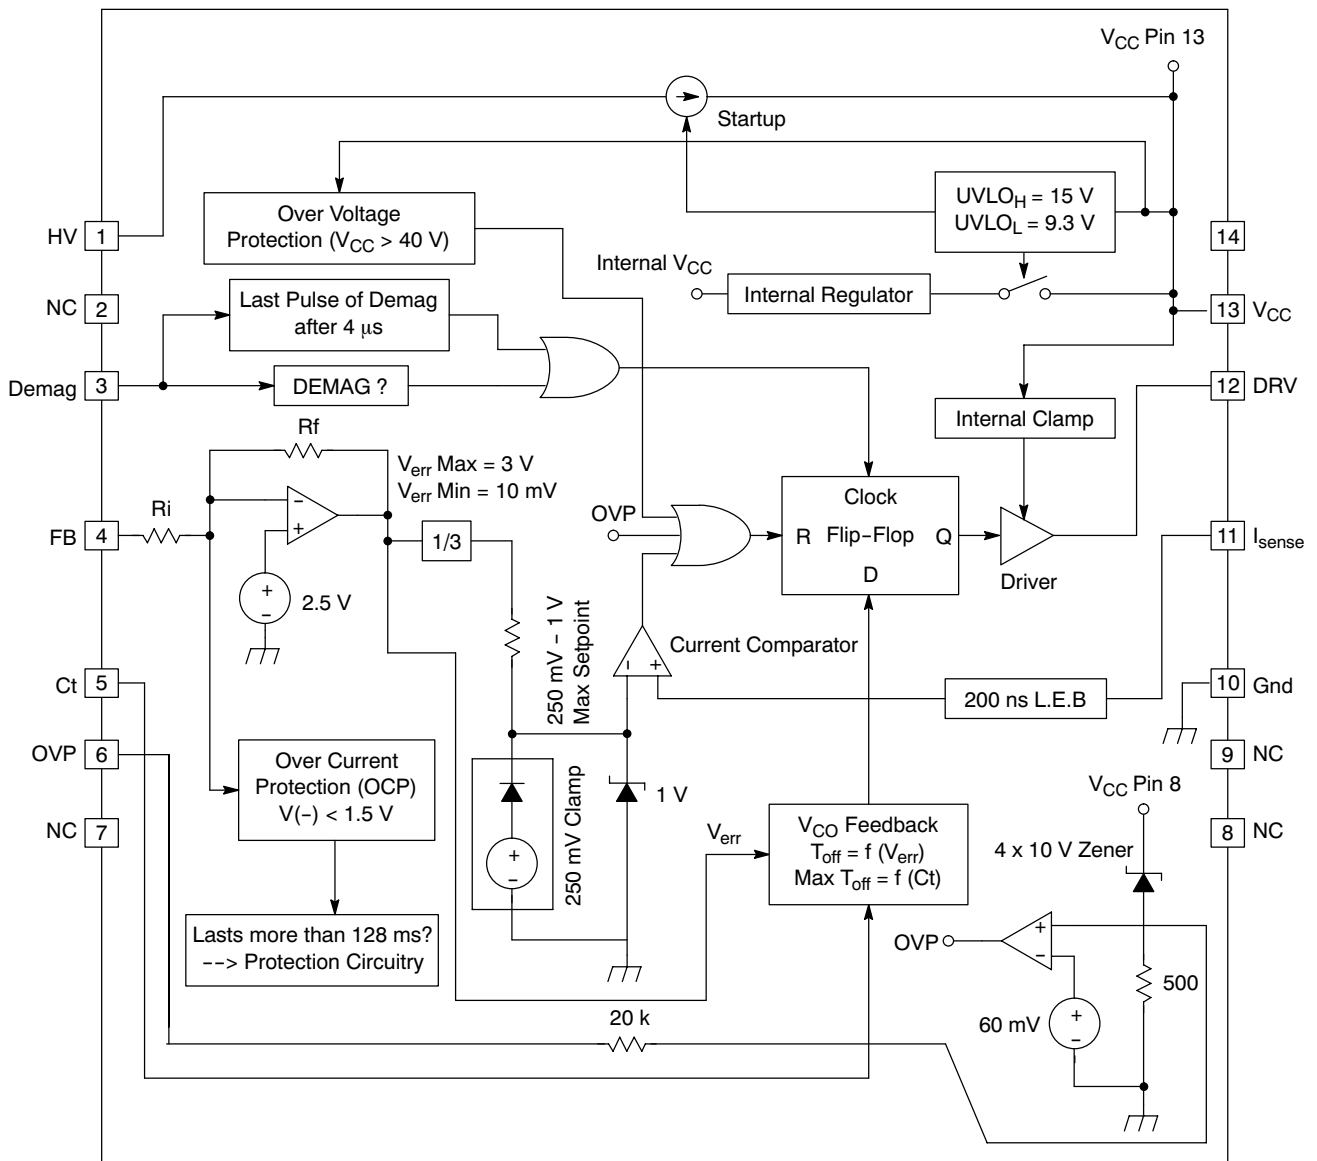 V_CC Pin 13
Startup
UVLO_H = 15 V
UVLO_L = 9.3 V
Over Voltage
Protection (V_CC > 40 V)
HV
1
14
Internal V_CC
Internal Regulator
NC
2
Last Pulse of Demag
after 4 µs
13
V_CC
Demag
3
DEMAG ?
12
DRV
Internal Clamp
Rf
V_err Max = 3 V
V_err Min = 10 mV
−
+
Ri
FB
4
1/3
OVP
Clock
R
Flip−Flop
Q
D
Driver
11
I_sense
+
−
2.5 V
250 mV − 1 V
Max Setpoint
Current Comparator
−
+
Ct
5
200 ns L.E.B
10
Gnd
OVP
6
Over Current
Protection (OCP)
V(−) < 1.5 V
9
NC
250 mV Clamp
+
−
1 V
V_CC Pin 8
NC
7
V_err
V_CO Feedback
T_off = f (V_err)
Max T_off = f (Ct)
4 x 10 V Zener
8
NC
Lasts more than 128 ms?
−−> Protection Circuitry
OVP
+
−
500
20 k
60 mV
+
−